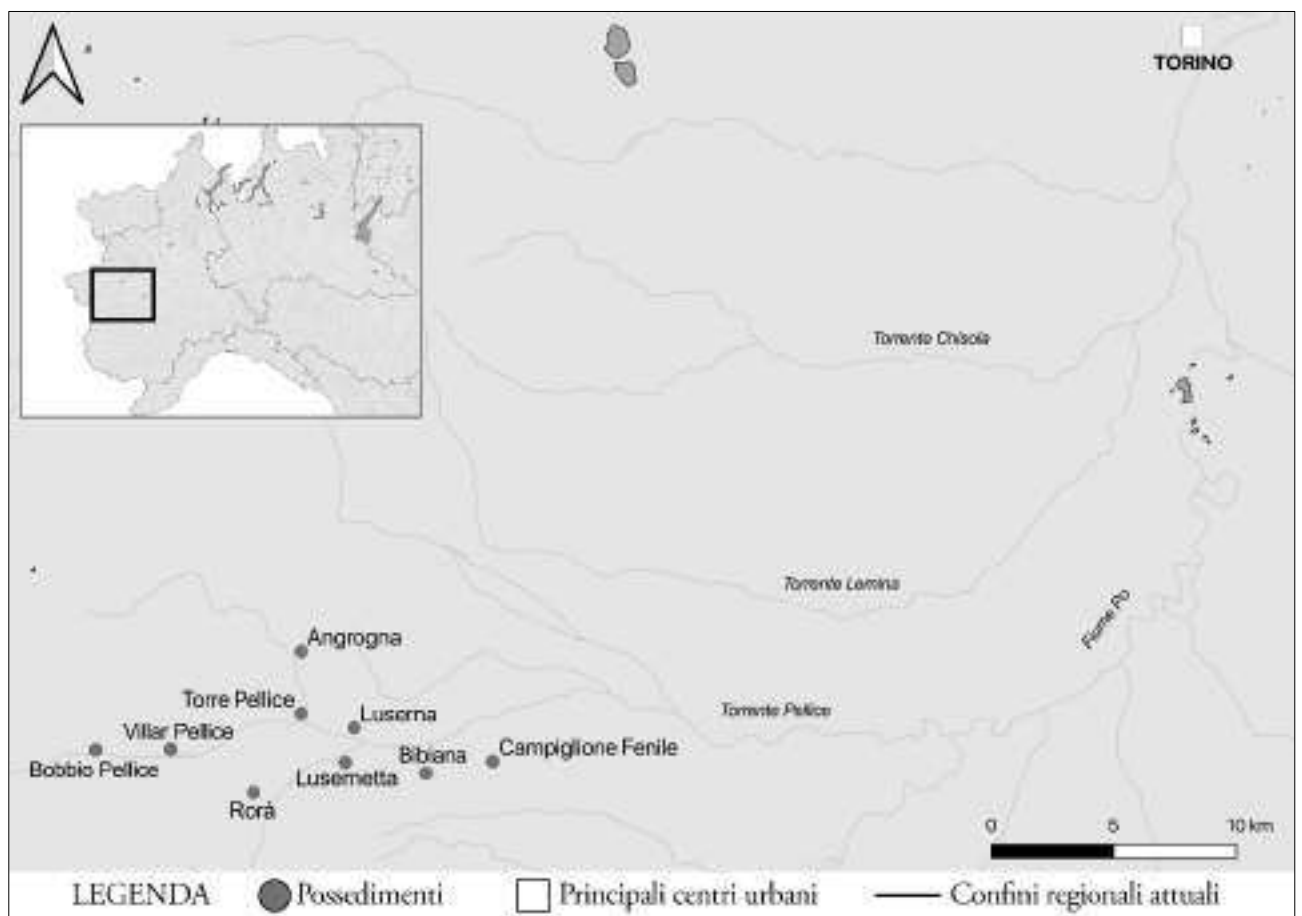 TORINO
Torrente Chisola
Torrente Lemina
Fiume Po
Angrogna
Torre Pellice
Torrente Pellice
Luserna
Villar Pellice
Bibiana
Campiglione Fenile
Bobbio Pellice
Lusernetta
Rorà
0 5 10 km
LEGENDA Possedimenti Principali centri urbani Confini regionali attuali